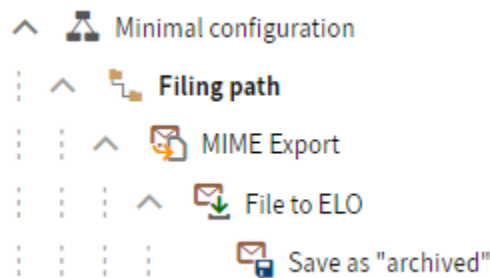 Minimal configuration
Filing path
MIME Export
File to ELO
Save as "archived"